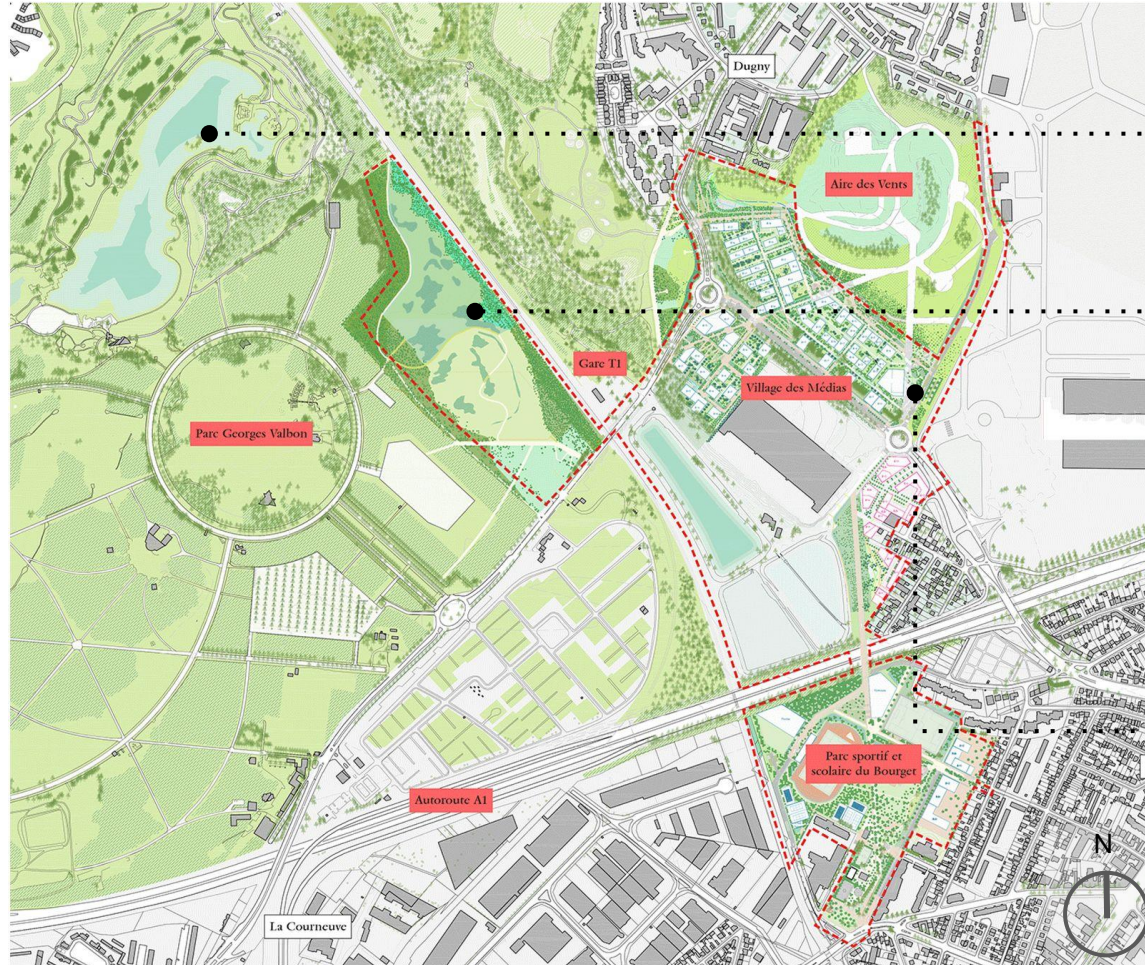 Dugny
Aire des Vents
Gare T1
Village des Médias
Parc Georges Valbon
Parc sportif et
scolaire du Bourget
Autoroute A1
N
La Courneuve